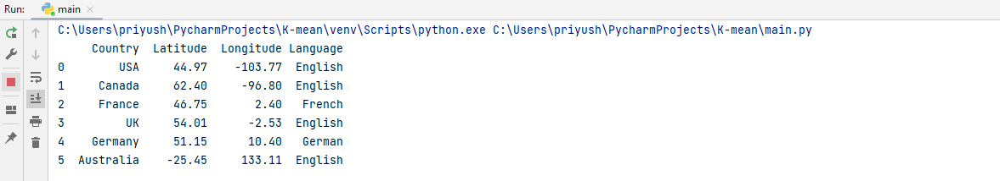 Run: main
C:\Users\priyush\PycharmProjects\K-mean\venv\Scripts\python.exe C:\Users\priyush\PycharmProjects\K-mean\main.py
Country Latitude Longitude Language
0 USA 44.97 -103.77 English
1 Canada 62.40 -96.80 English
2 France 46.75 2.40 French
3 UK 54.01 -2.53 English
4 Germany 51.15 10.40 German
5 Australia -25.45 133.11 English